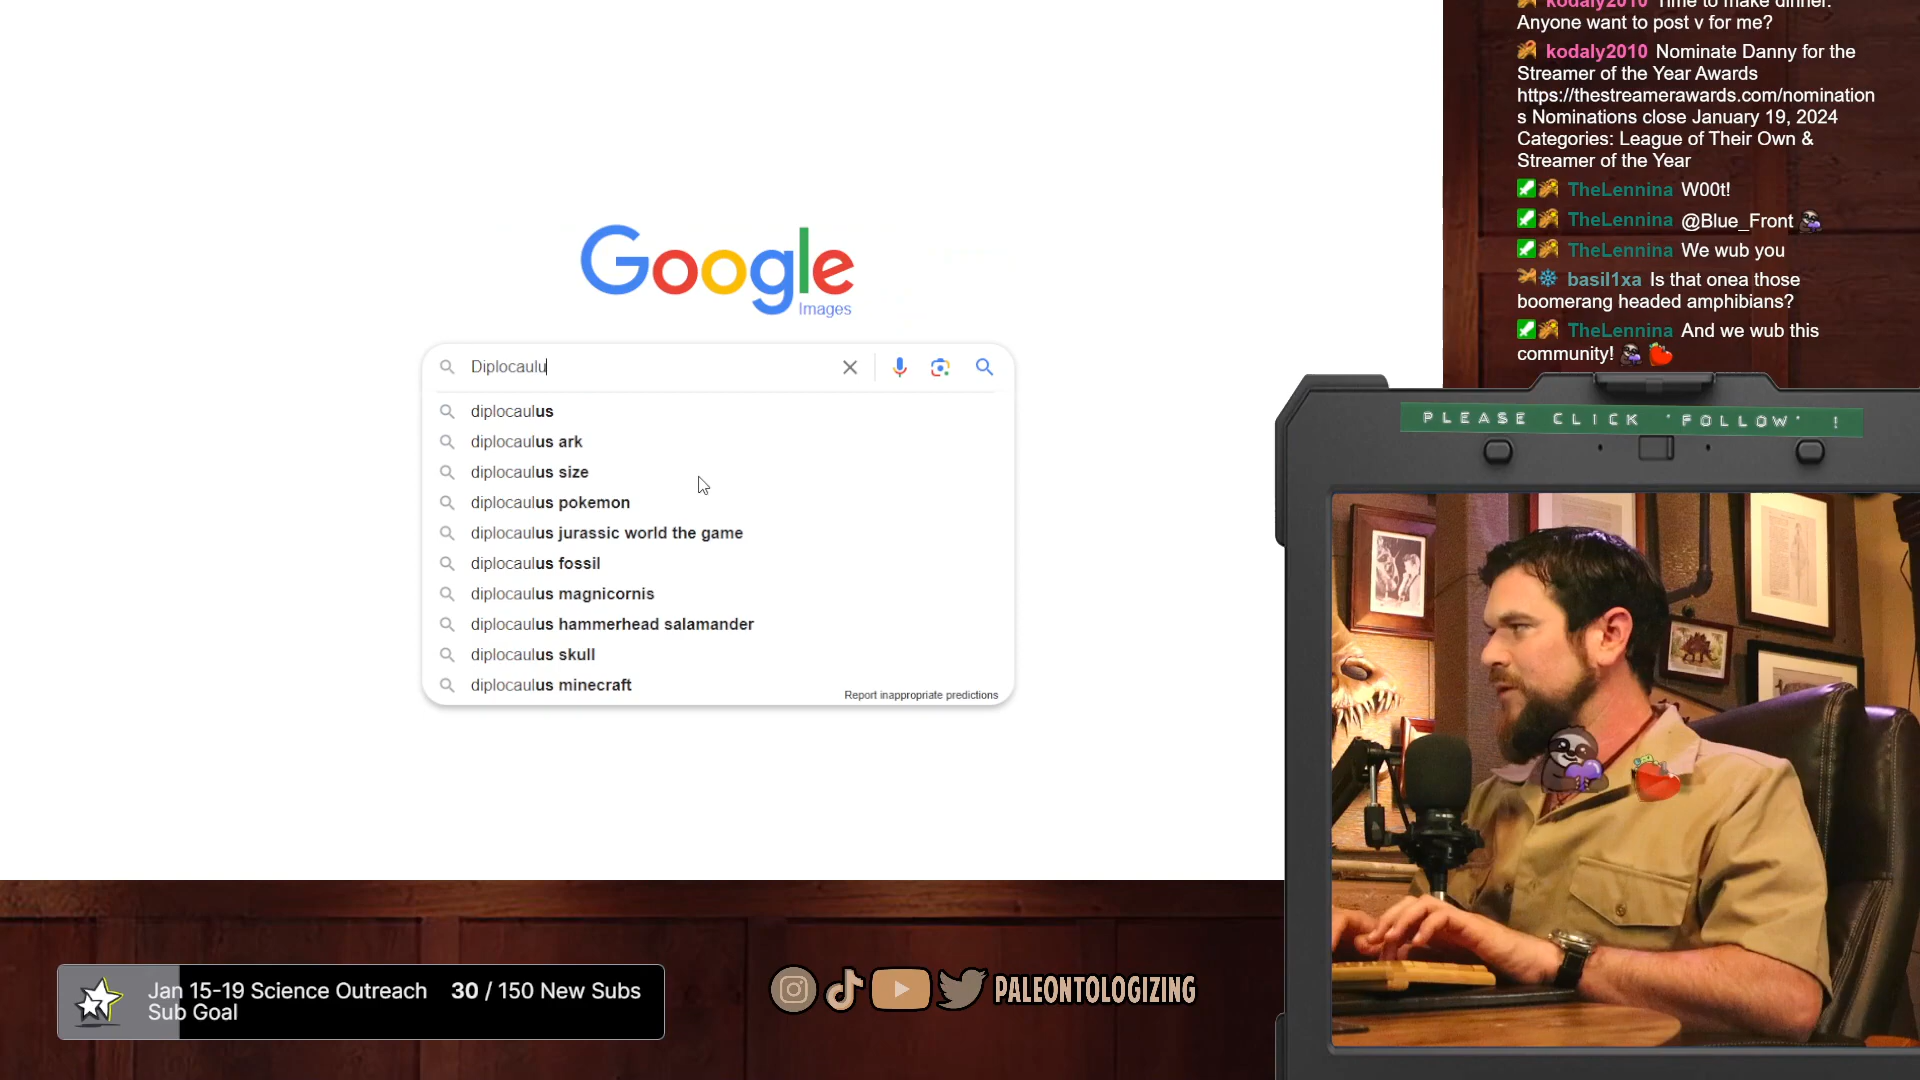 kodaly2010 Time to make dinner.
Anyone want to post v for me?
kodaly2010 Nominate Danny for the
Streamer of the Year Awards
https://thestreamerawards.com/nomination
s Nominations close January 19, 2024
Categories: League of Their Own &
Streamer of the Year
TheLennina W00t!
TheLennina @Blue_Front
TheLennina We wub you
basil1xa Is that onea those
boomerang headed amphibians?
TheLennina And we wub this
community!
Google
Images
Diplocaulu
diplocaulus
diplocaulus ark
diplocaulus size
diplocaulus pokemon
diplocaulus jurassic world the game
diplocaulus fossil
diplocaulus magnicornis
diplocaulus hammerhead salamander
diplocaulus skull
diplocaulus minecraft
Report inappropriate predictions
PLEASE CLICK 'FOLLOW' !
Jan 15-19 Science Outreach 30 / 150 New Subs
Sub Goal
PALEONTOLOGIZING